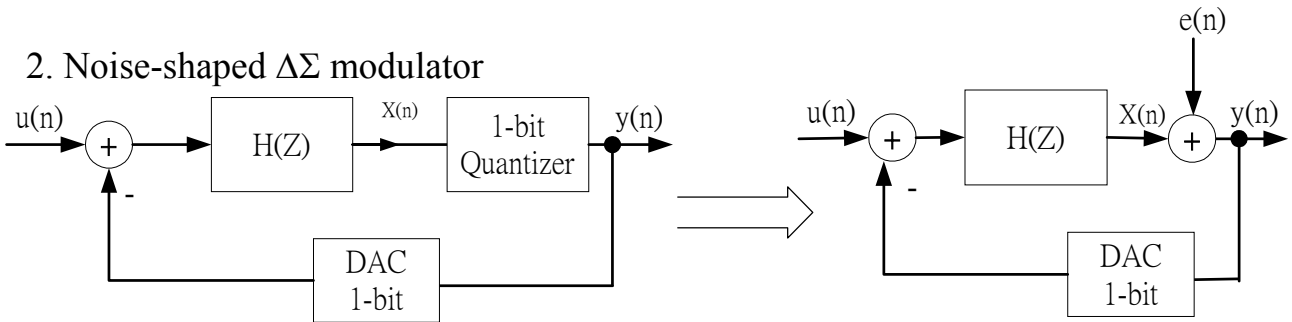 e(n)
2. Noise-shaped ΔΣ modulator
u(n)
+
-
H(Z)
X(n)
1-bit
Quantizer
y(n)
DAC
1-bit
u(n)
+
-
H(Z)
X(n)
+
y(n)
DAC
1-bit